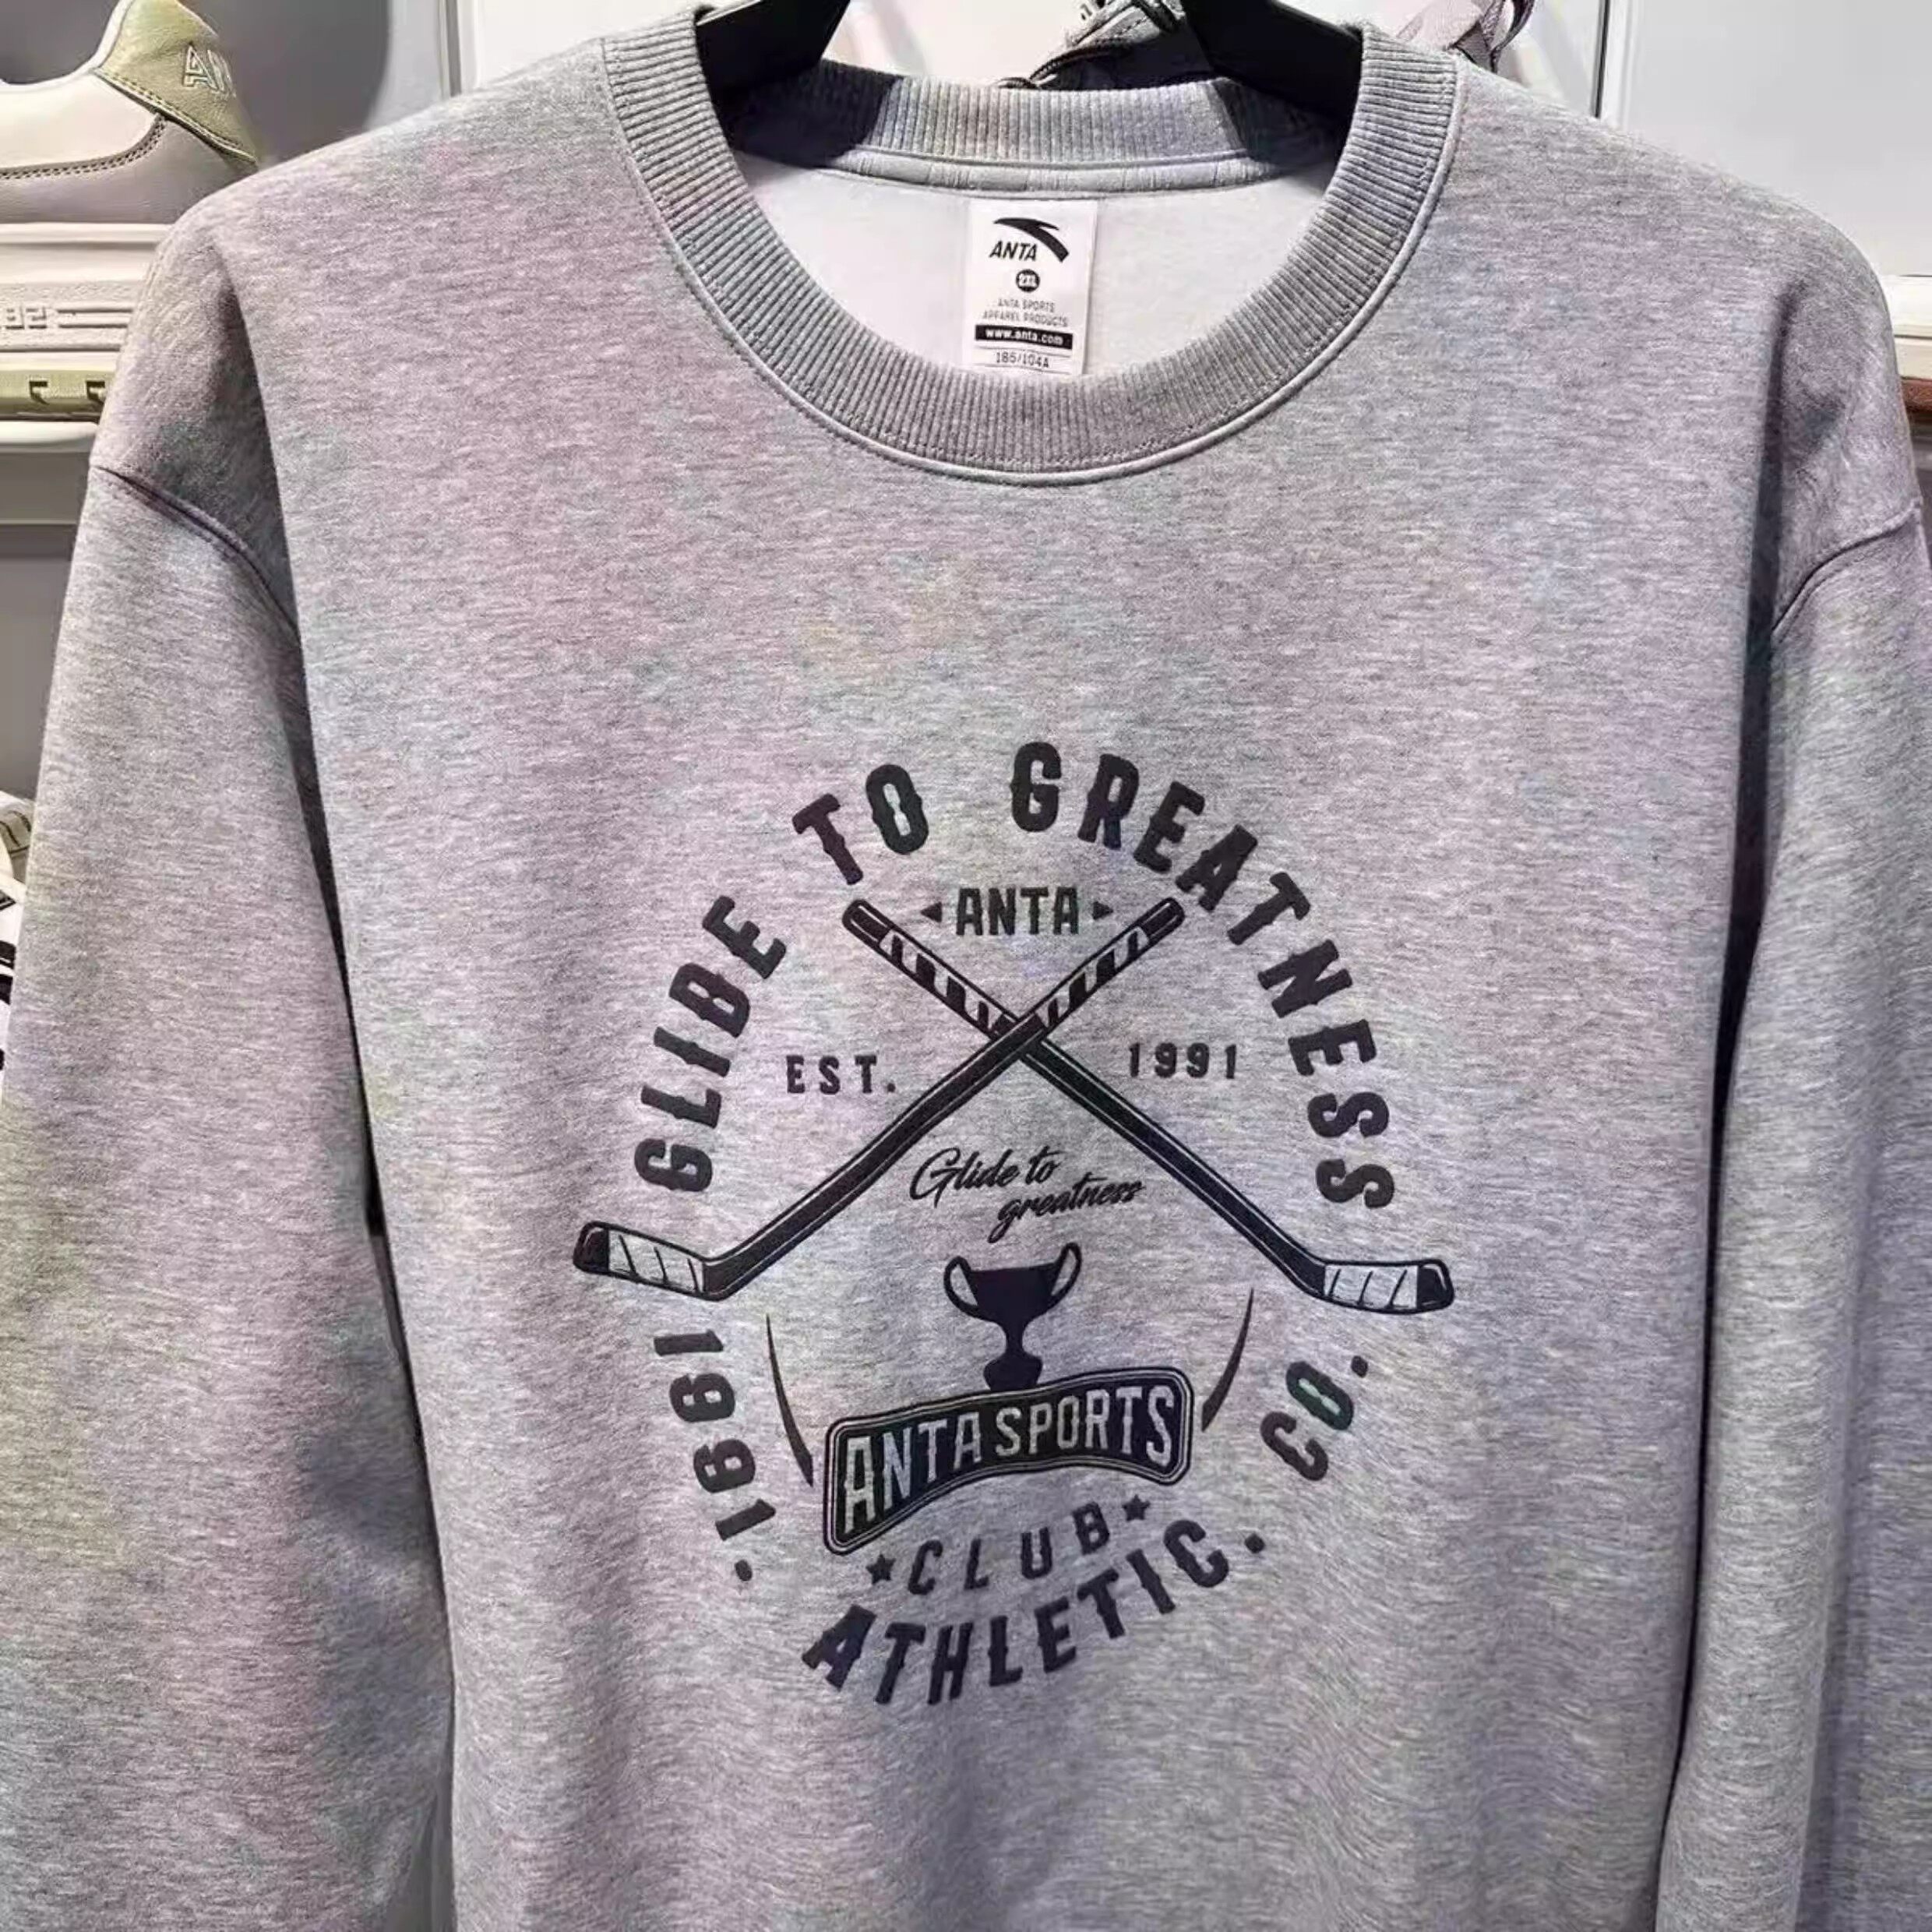 ANTA
2XL
ANTA SPORTS
APPAREL PRODUCTS
www.anta.com
185/104A
GLIDE TO GREATNESS
ANTA
EST. 1991
Glide to
greatness
ANTA SPORTS
CLUB
1991. ATHLETIC. CO.